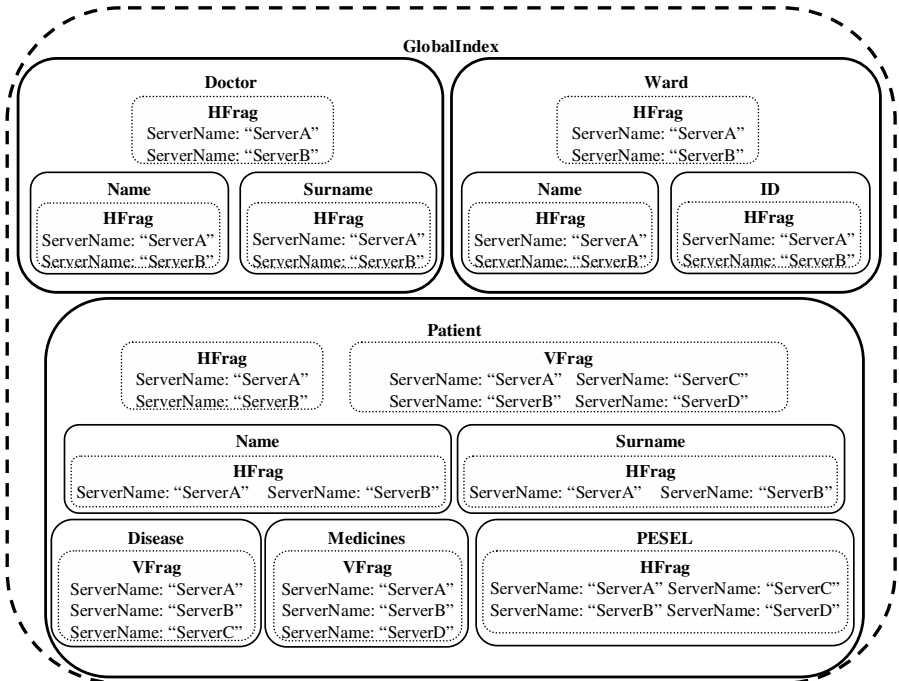 GlobalIndex
Doctor
HFrag
ServerName: “ServerA”
ServerName: “ServerB”
Name
HFrag
ServerName: “ServerA”
ServerName: “ServerB”
Surname
HFrag
ServerName: “ServerA”
ServerName: “ServerB”
Ward
HFrag
ServerName: “ServerA”
ServerName: “ServerB”
Name
HFrag
ServerName: “ServerA”
ServerName: “ServerB”
ID
HFrag
ServerName: “ServerA”
ServerName: “ServerB”
Patient
HFrag
ServerName: “ServerA”
ServerName: “ServerB”
VFrag
ServerName: “ServerA” ServerName: “ServerC”
ServerName: “ServerB” ServerName: “ServerD”
Name
HFrag
ServerName: “ServerA” ServerName: “ServerB”
Surname
HFrag
ServerName: “ServerA” ServerName: “ServerB”
Disease
VFrag
ServerName: “ServerA”
ServerName: “ServerB”
ServerName: “ServerC”
Medicines
VFrag
ServerName: “ServerA”
ServerName: “ServerB”
ServerName: “ServerD”
PESEL
HFrag
ServerName: “ServerA” ServerName: “ServerC”
ServerName: “ServerB” ServerName: “ServerD”